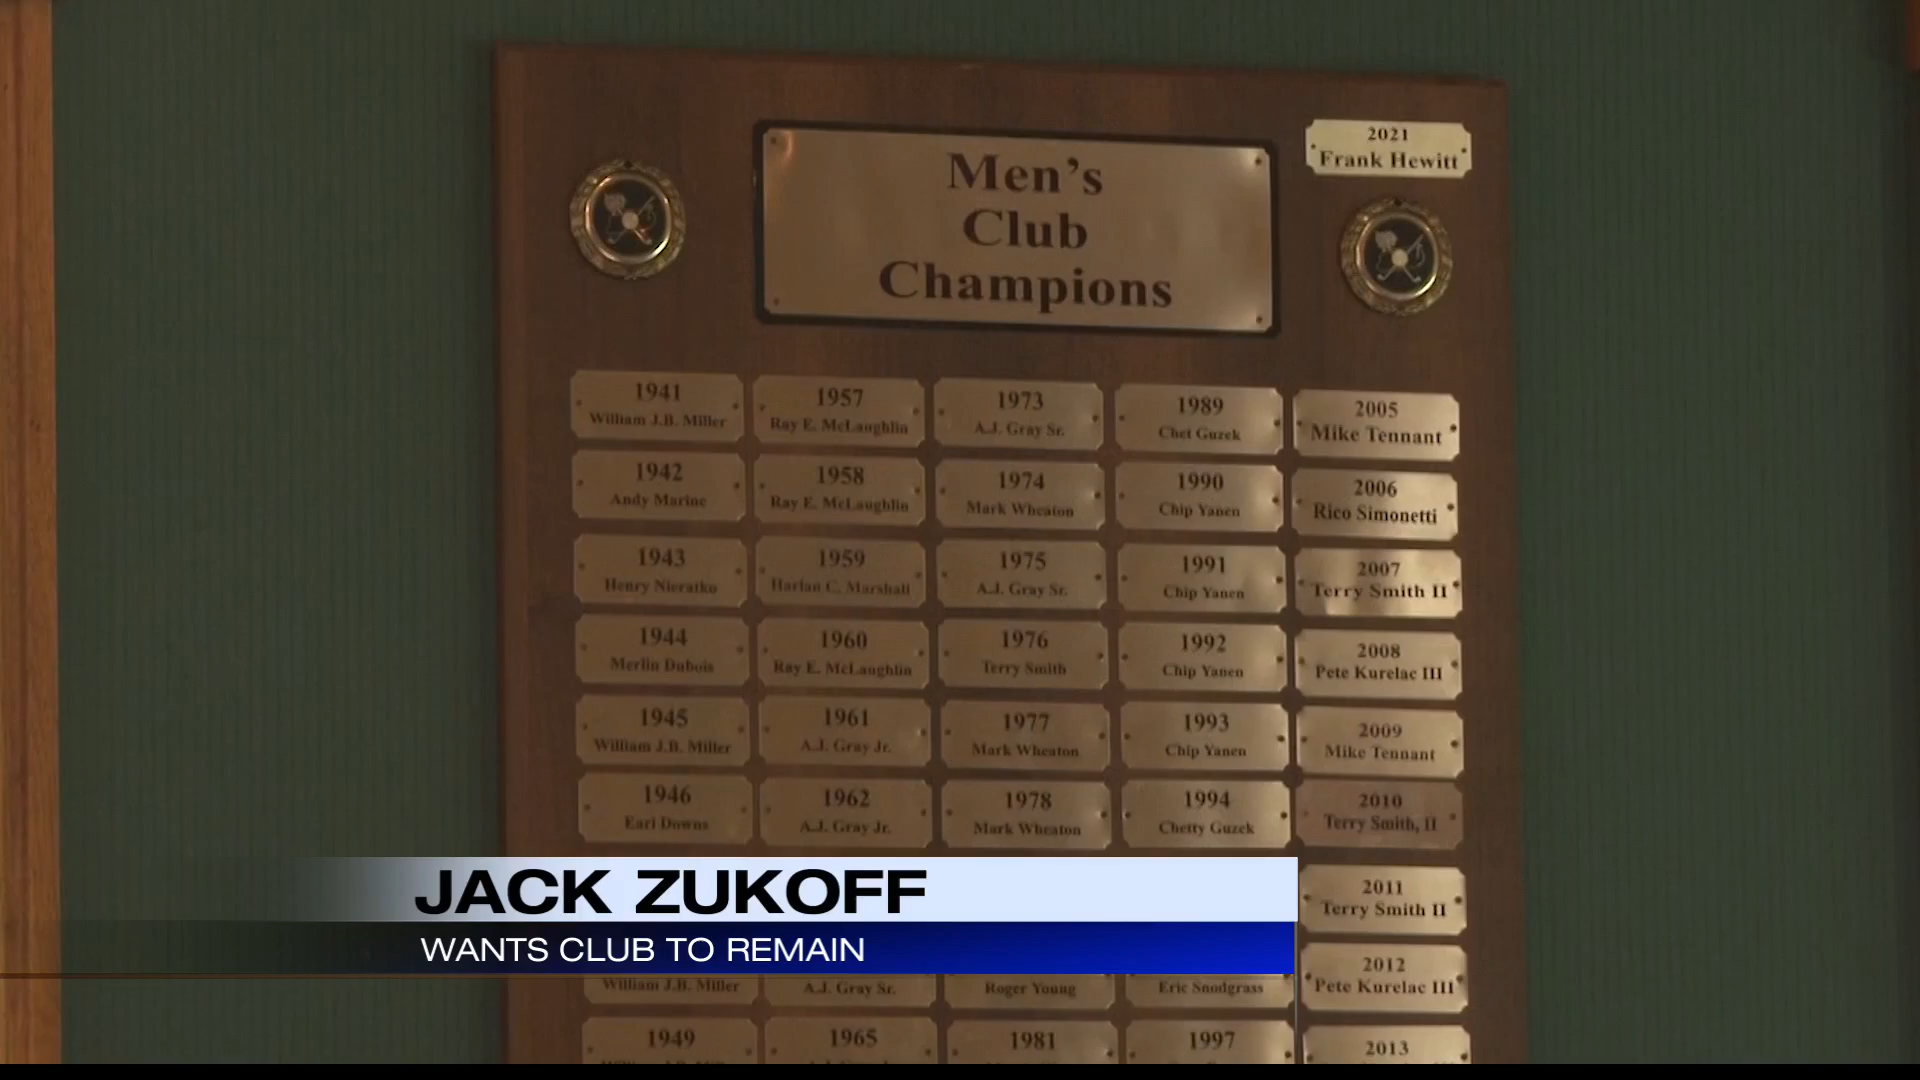 2021
Frank Hewitt
Men's
Club
Champions
1941
William J.B. Miller
1942
Andy Marine
1943
Henry Nieratko
1944
Merlin Dubois
1945
William J.B. Miller
1946
Earl Downs
William J.B. Miller
1949
1957
Ray E. McLaughlin
1958
Ray E. McLaughlin
1959
Harlan C. Marshall
1960
Ray E. McLaughlin
1961
A.J. Gray Jr.
1962
A.J. Gray Jr.
A.J. Gray Sr.
1965
1973
A.J. Gray Sr.
1974
Mark Wheaton
1975
A.J. Gray Sr.
1976
Terry Smith
1977
Mark Wheaton
1978
Mark Wheaton
Roger Young
1981
1989
Chet Guzek
1990
Chip Yanen
1991
Chip Yanen
1992
Chip Yanen
1993
Chip Yanen
1994
Chetty Guzek
Eric Snodgrass
1997
2005
Mike Tennant
2006
Rico Simonetti
2007
Terry Smith II
2008
Pete Kurelac III
2009
Mike Tennant
2010
Terry Smith, II
2011
Terry Smith II
2012
Pete Kurelac III
2013
JACK ZUKOFF
WANTS CLUB TO REMAIN